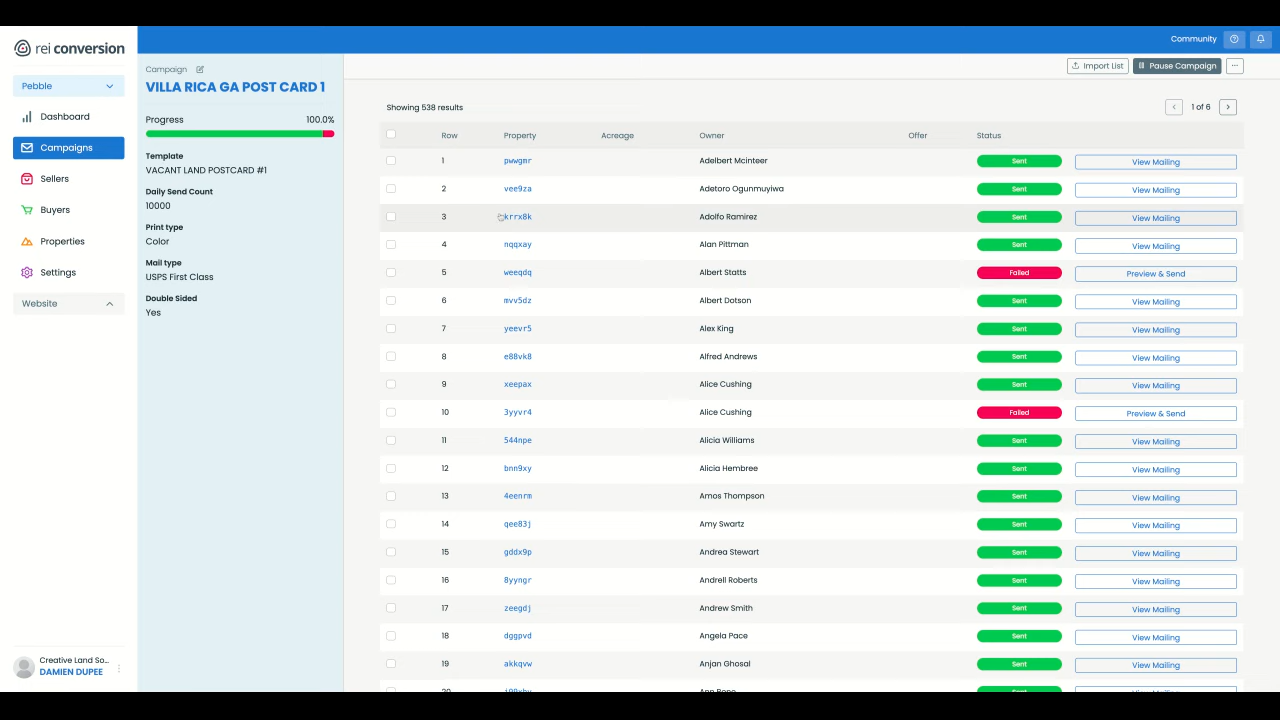 rei conversion
Community
Pebble
Dashboard
Campaigns
Sellers
Buyers
Properties
Settings
Website
Creative Land So...
DAMIEN DUPEE
Campaign
VILLA RICA GA POST CARD 1
Progress 100.0%
Template
VACANT LAND POSTCARD #1
Daily Send Count
10000
Print type
Color
Mail type
USPS First Class
Double Sided
Yes
Import List Pause Campaign ...
Showing 538 results 1 of 6
Row Property Acreage Owner Offer Status
1 pwwgmr Adelbert Mcinteer Sent View Mailing
2 vee9za Adetoro Ogunmuyiwa Sent View Mailing
3 krrx8k Adolfo Ramirez Sent View Mailing
4 nqqxay Alan Pittman Sent View Mailing
5 weeqdq Albert Statts Failed Preview & Send
6 mvv5dz Albert Dotson Sent View Mailing
7 yeevr5 Alex King Sent View Mailing
8 e88vk8 Alfred Andrews Sent View Mailing
9 xeepax Alice Cushing Sent View Mailing
10 3yyvr4 Alice Cushing Failed Preview & Send
11 544npe Alicia Williams Sent View Mailing
12 bnn9xy Alicia Hembree Sent View Mailing
13 4eenrm Amos Thompson Sent View Mailing
14 qee83j Amy Swartz Sent View Mailing
15 gddx9p Andrea Stewart Sent View Mailing
16 8yyngr Andrell Roberts Sent View Mailing
17 zeegdj Andrew Smith Sent View Mailing
18 dggpvd Angela Pace Sent View Mailing
19 akkqvw Anjan Ghosal Sent View Mailing